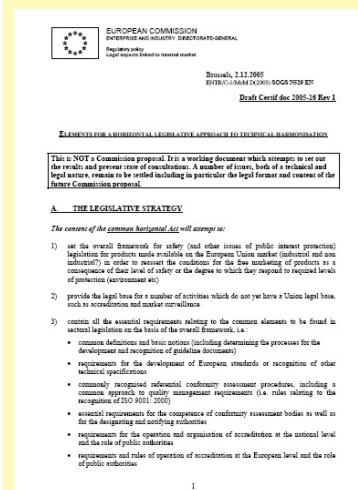 EUROPEAN COMMISSION
ENTERPRISE AND INDUSTRY DIRECTORATE-GENERAL
Regulatory policy
Legal aspects linked to internal market
Brussels, 2.12.2005
ENTR/C-1/McM D(2005) SOGS N529 EN
Draft Certif doc 2005-16 Rev 1
ELEMENTS FOR A HORIZONTAL LEGISLATIVE APPROACH TO TECHNICAL HARMONISATION
This is NOT a Commission proposal. It is a working document which attempts to set out
the results and present state of consultations. A number of issues, both of a technical and
legal nature, remain to be settled including in particular the legal format and content of the
future Commission proposal.
A. THE LEGISLATIVE STRATEGY
The content of the common horizontal Act will attempt to:
1) set the overall framework for safety (and other issues of public interest protection)
legislation for products made available on the European Union market (industrial and non
industrial?) in order to reassert the conditions for the free marketing of products as a
consequence of their level of safety or the degree to which they respond to required levels
of protection (environment etc)
2) provide the legal base for a number of activities which do not yet have a Union legal base,
such as accreditation and market surveillance
3) contain all the essential requirements relating to the common elements to be found in
sectoral legislation on the basis of the overall framework, i.e.:
• common definitions and basic notions (including determining the processes for the
development and recognition of guideline documents)
• requirements for the development of European standards or recognition of other
technical specifications
• commonly recognised referential conformity assessment procedures, including a
common approach to quality management requirements (i.e. rules relating to the
recognition of ISO 9001: 2000)
• essential requirements for the competence of conformity assessment bodies as well as
for the designating and notifying authorities
• requirements for the operation and organisation of accreditation at the national level
and the role of public authorities
• requirements and rules of operation of accreditation at the European level and the role
of public authorities
1